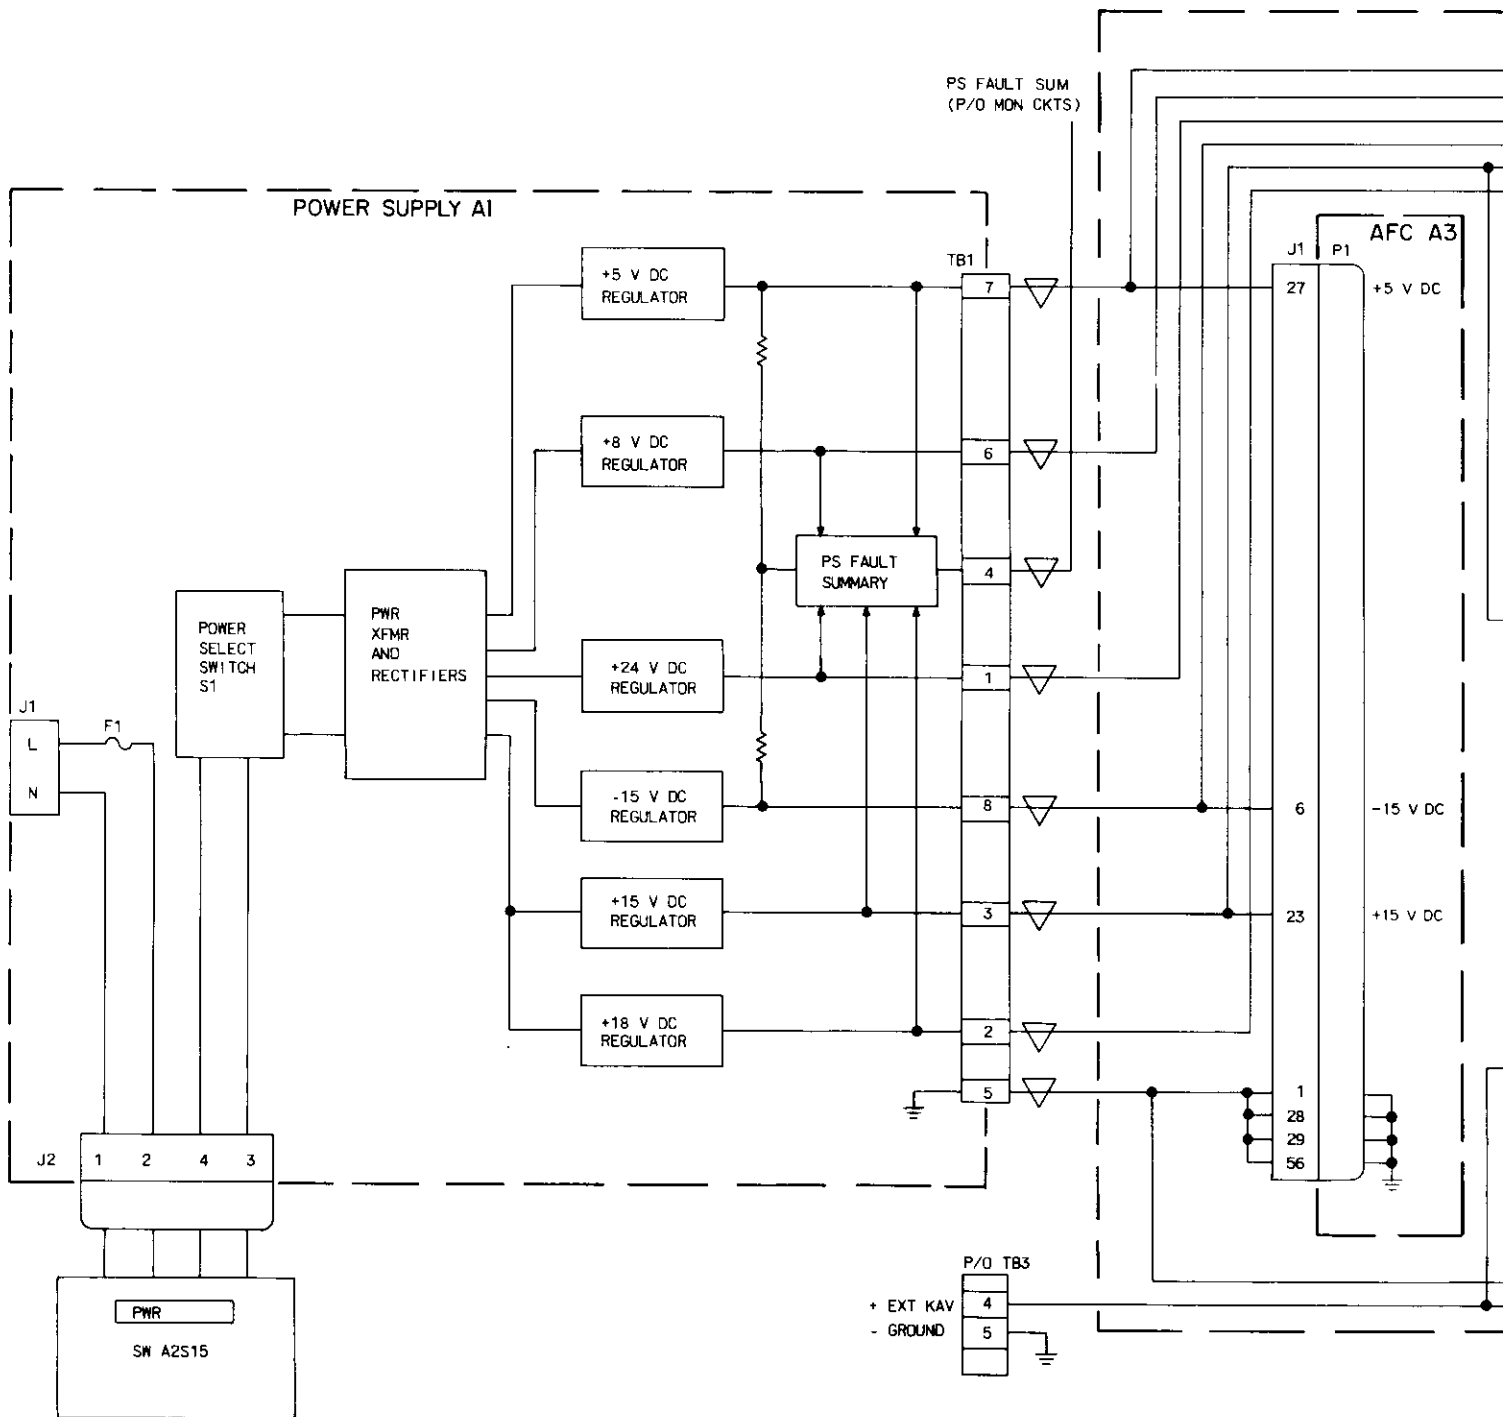 PS FAULT SUM
(P/O MON CKTS)
POWER SUPPLY A1
AFC A3
TB1
J1 P1
+5 V DC
REGULATOR
7
27
+5 V DC
+8 V DC
REGULATOR
6
PS FAULT
SUMMARY
4
POWER
SELECT
SWITCH
S1
PWR
XFMR
AND
RECTIFIERS
+24 V DC
REGULATOR
1
J1
F1
L
N
-15 V DC
REGULATOR
8
6
-15 V DC
+15 V DC
REGULATOR
3
23
+15 V DC
+18 V DC
REGULATOR
2
5
1
28
29
56
J2 1 2 4 3
PWR
SW A2S15
P/O TB3
+ EXT KAV 4
- GROUND 5